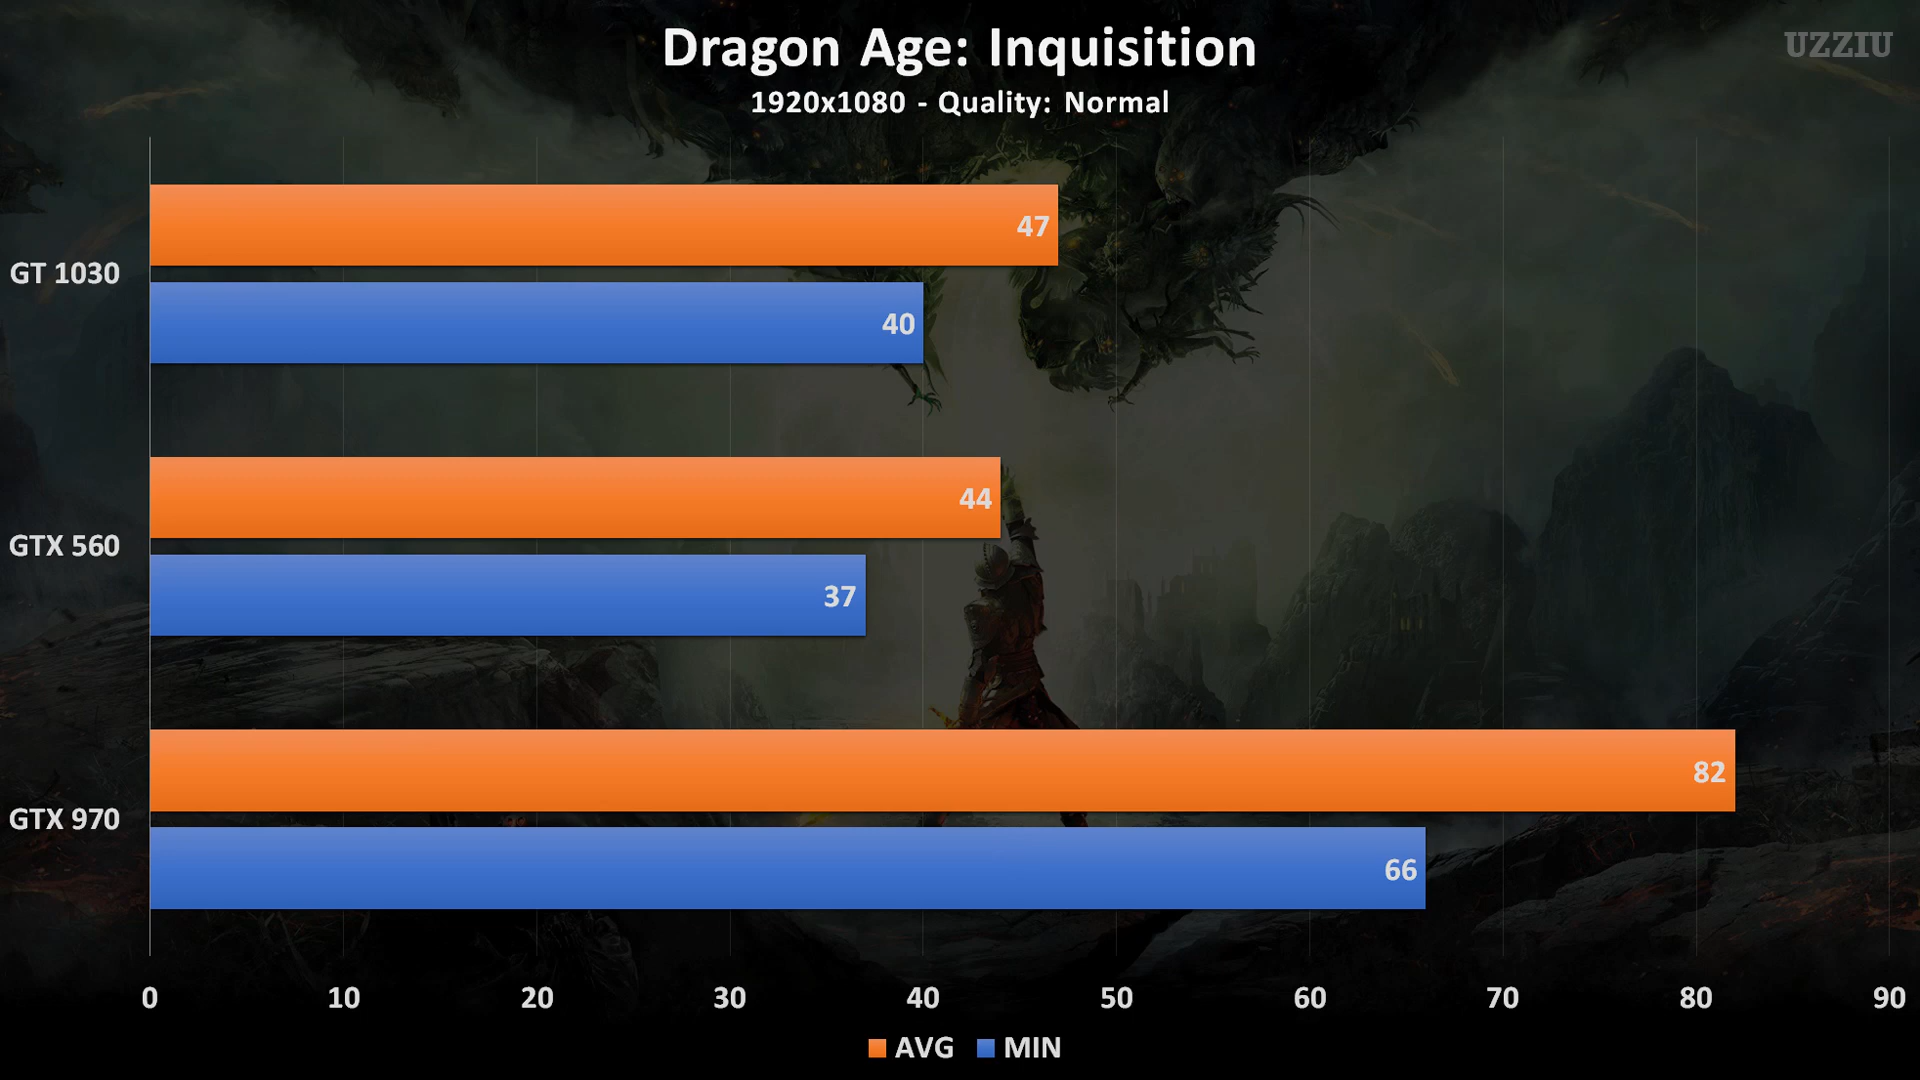 Dragon Age: Inquisition
UZZIU
1920x1080 - Quality: Normal
47
GT 1030
40
44
GTX 560
37
82
GTX 970
66
0 10 20 30 40 50 60 70 80 90
AVG MIN